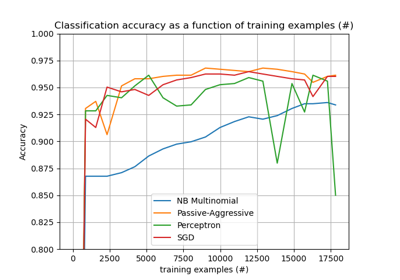 Classification accuracy as a function of training examples (#)
1.000
0.975
0.950
0.925
0.900
0.875
0.850
0.825
0.800
Accuracy
NB Multinomial
Passive-Aggressive
Perceptron
SGD
0 2500 5000 7500 10000 12500 15000 17500
training examples (#)